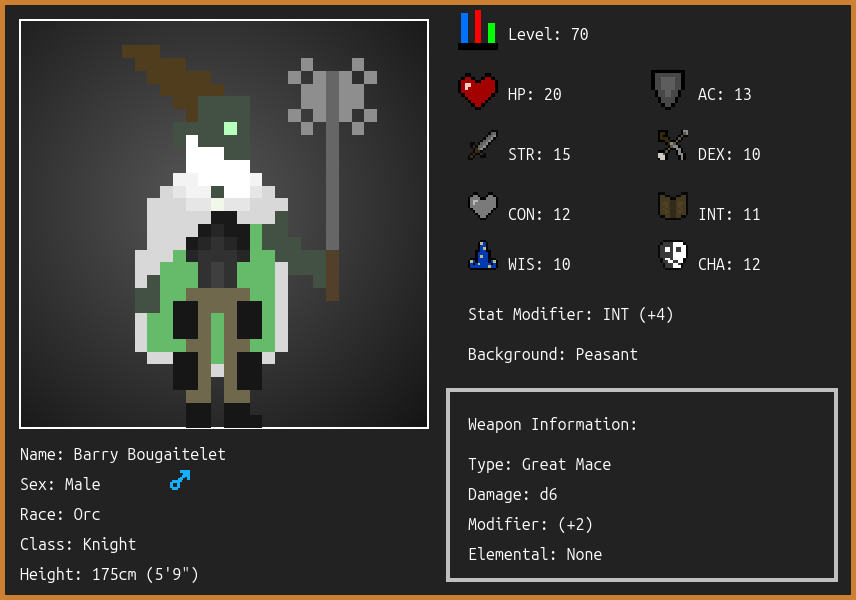 Level: 70
HP: 20
AC: 13
STR: 15
DEX: 10
CON: 12
INT: 11
WIS: 10
CHA: 12
Stat Modifier: INT (+4)
Background: Peasant
Weapon Information:
Type: Great Mace
Damage: d6
Modifier: (+2)
Elemental: None
Name: Barry Bougaitelet
Sex: Male
Race: Orc
Class: Knight
Height: 175cm (5'9")